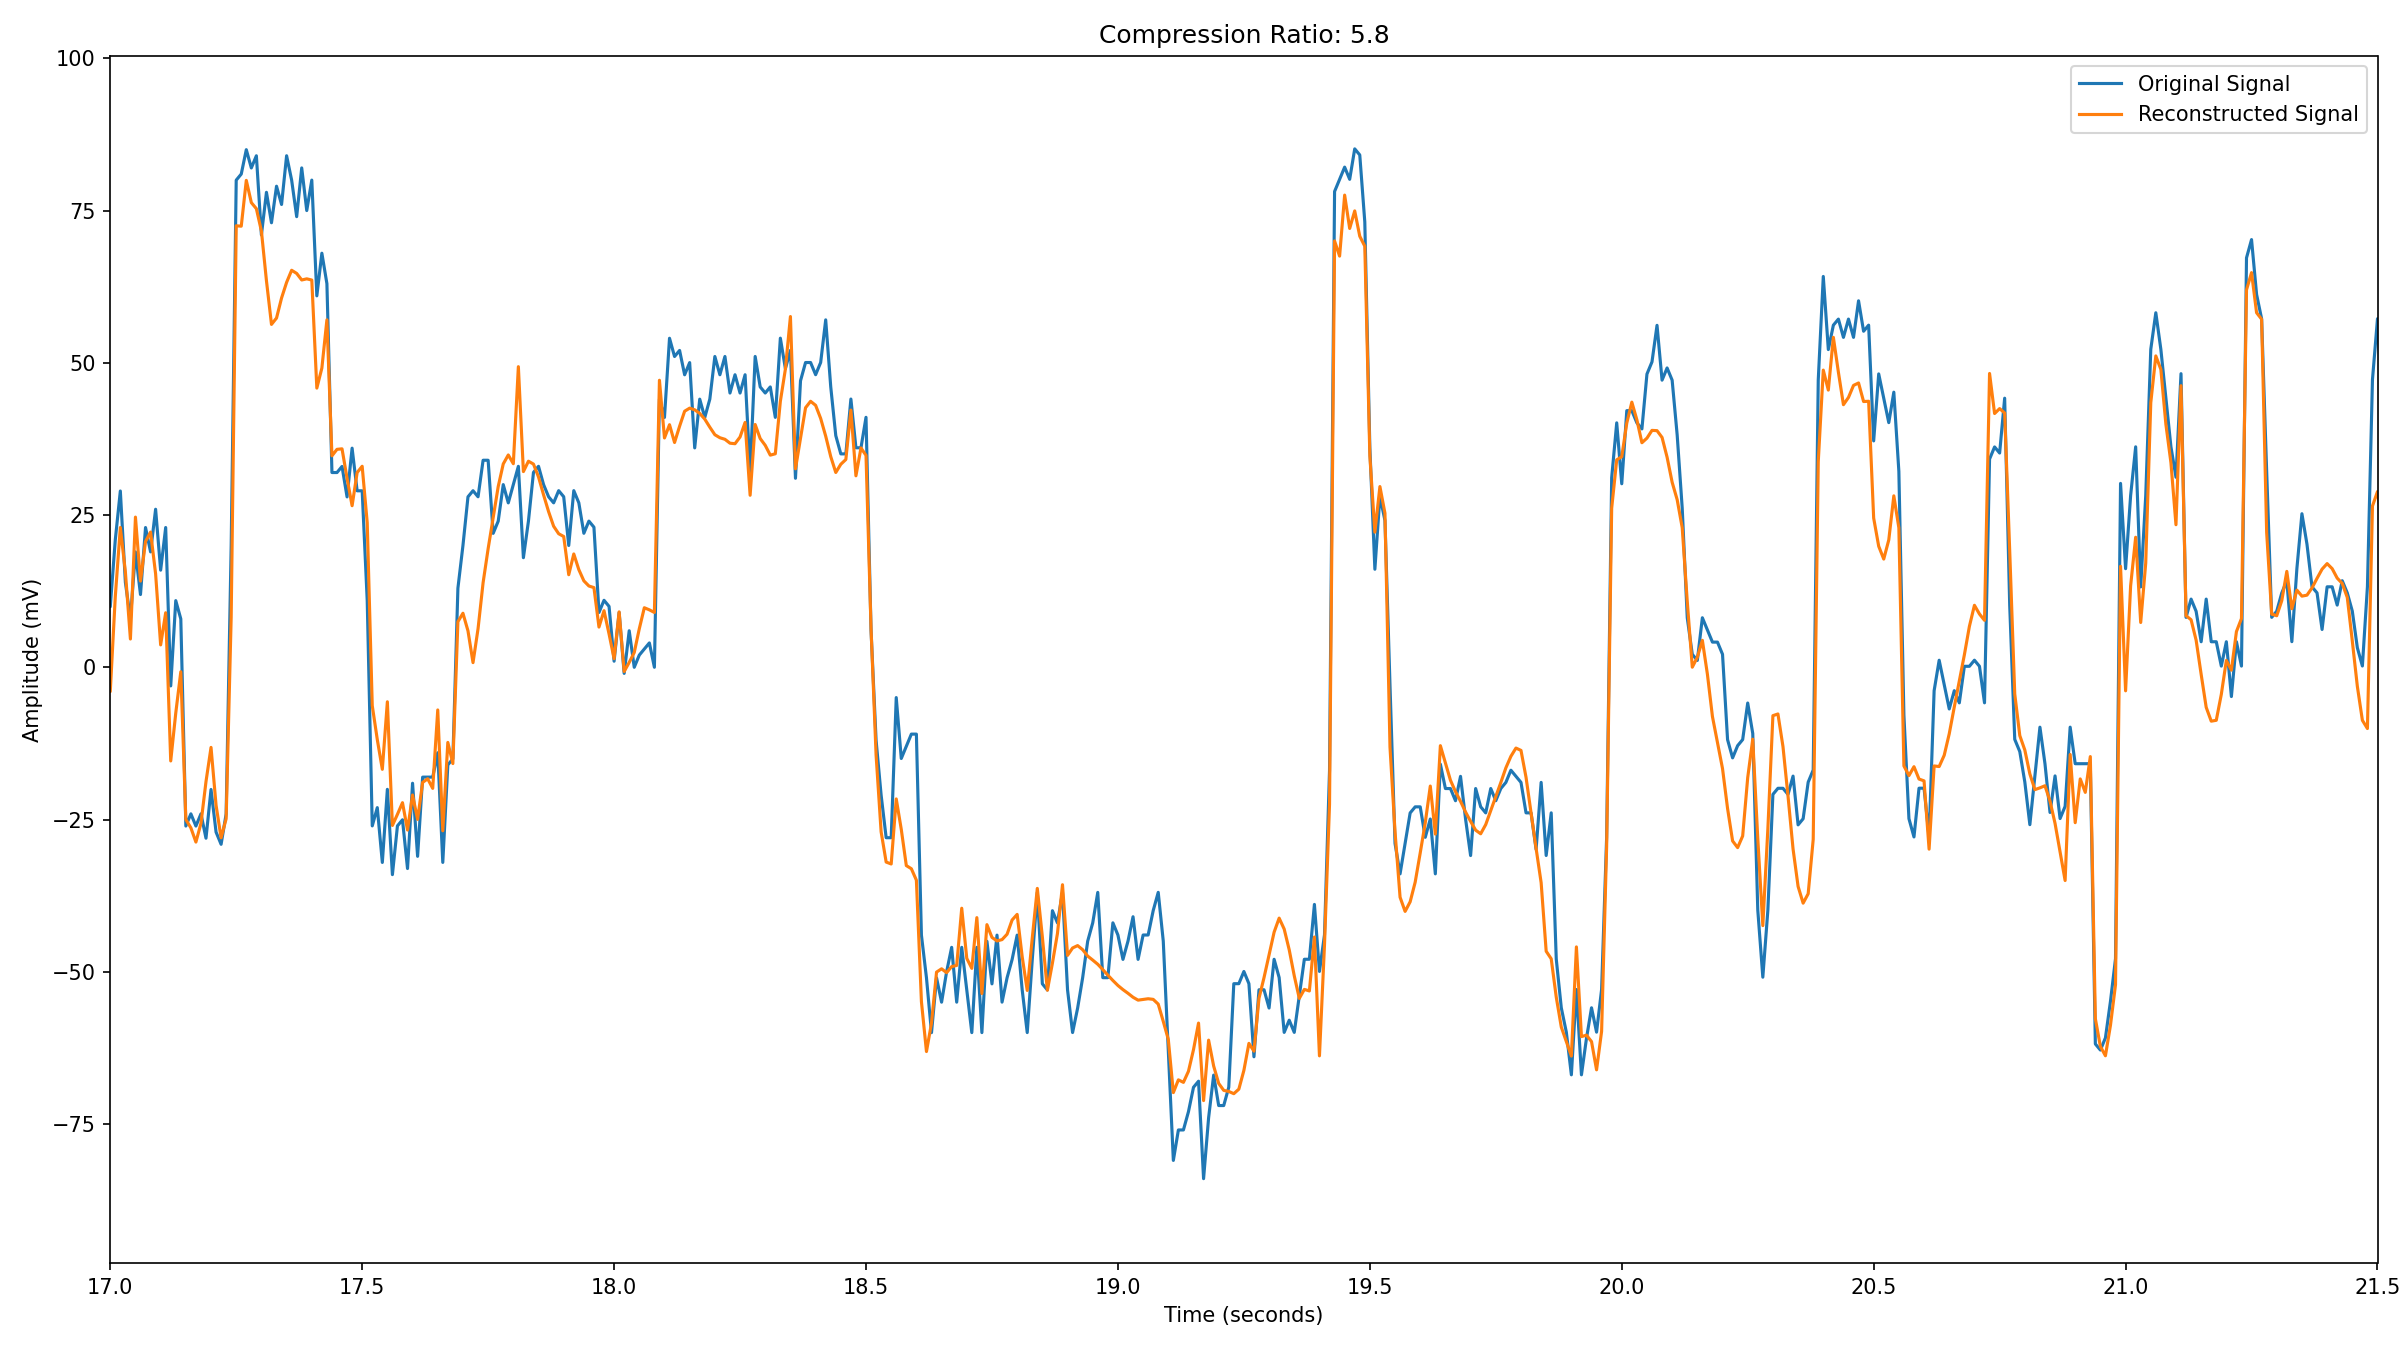 Compression Ratio: 5.8
Original Signal
Reconstructed Signal
100
75
50
25
0
−25
−50
−75
Amplitude (mV)
17.0 17.5 18.0 18.5 19.0 19.5 20.0 20.5 21.0 21.5
Time (seconds)